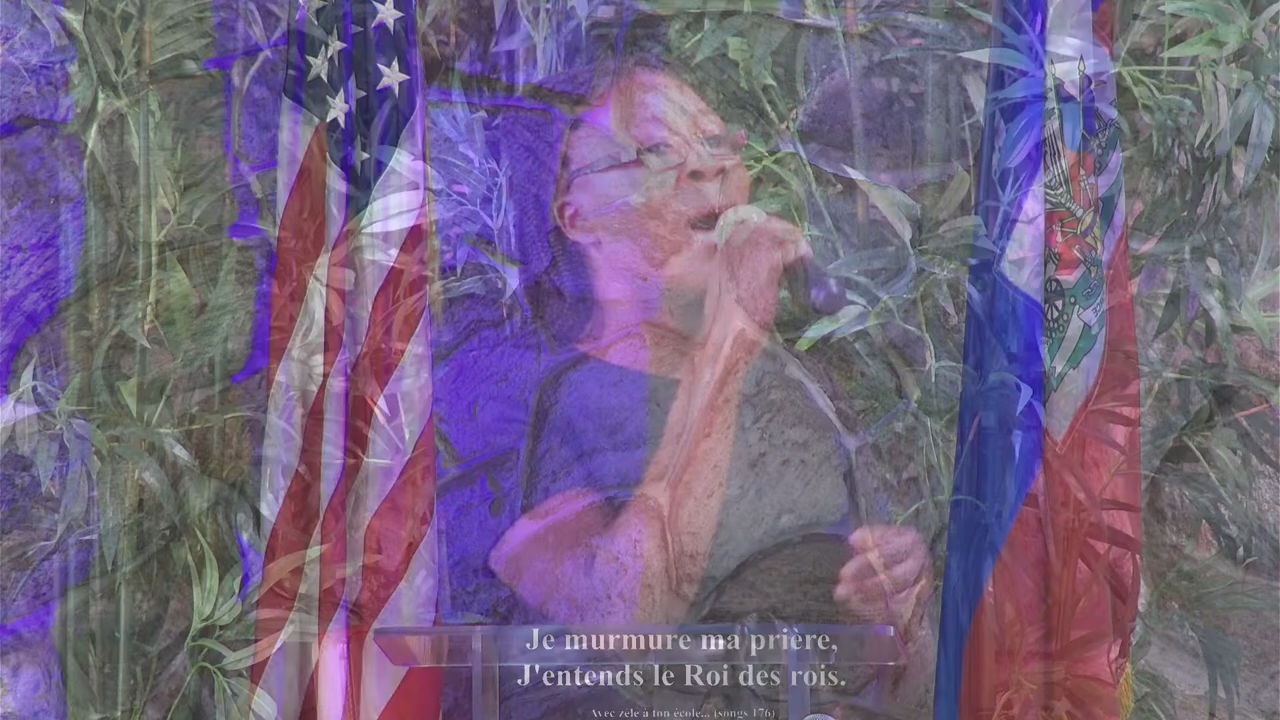 Je murmure ma prière,
J'entends le Roi des rois.
Avec zele à ton école... (songs 176)